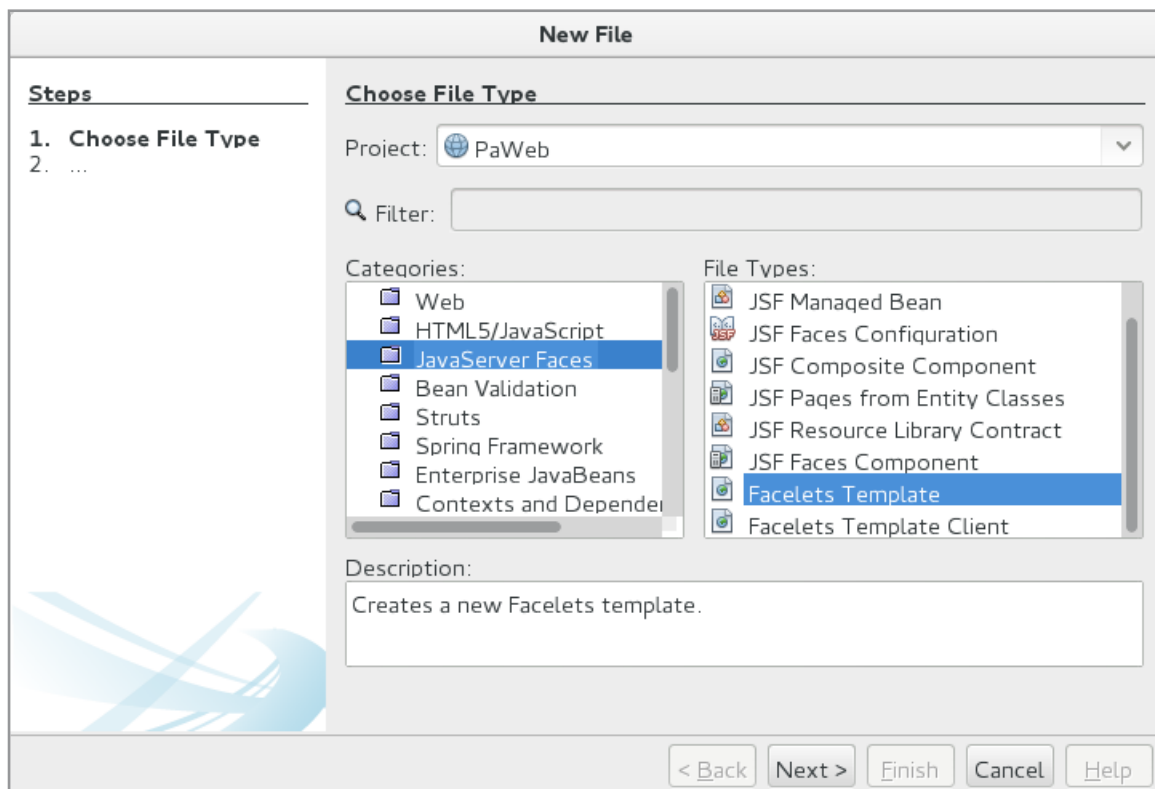 New File
Steps
1. Choose File Type
2. ...
Choose File Type
Project: PaWeb
Filter:
Categories:
Web
HTML5/JavaScript
JavaServer Faces
Bean Validation
Struts
Spring Framework
Enterprise JavaBeans
Contexts and Depende
File Types:
JSF Managed Bean
JSF Faces Configuration
JSF Composite Component
JSF Pages from Entity Classes
JSF Resource Library Contract
JSF Faces Component
Facelets Template
Facelets Template Client
Description:
Creates a new Facelets template.
< Back Next > Finish Cancel Help